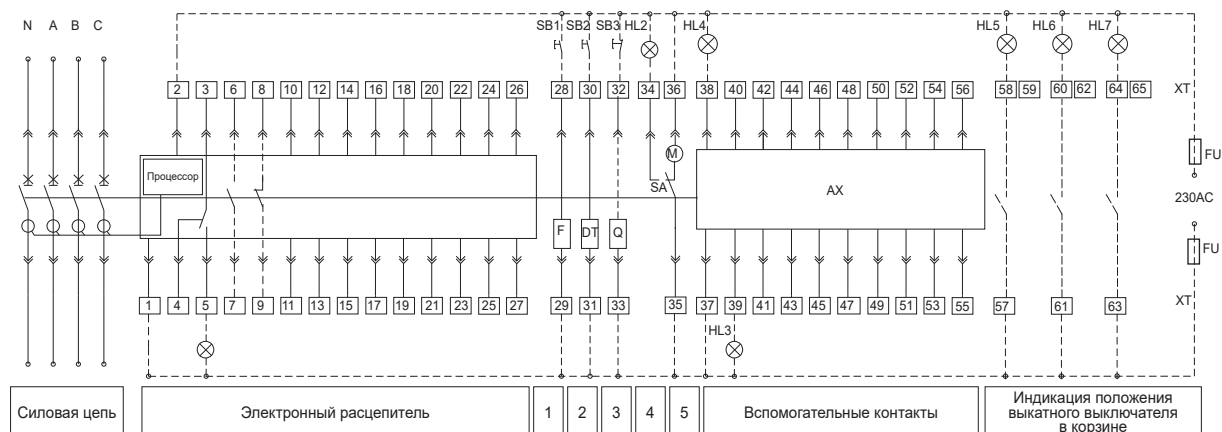 N A B C
SB1 SB2 SB3 HL2 HL4 HL5 HL6 HL7
2 3 6 8 10 12 14 16 18 20 22 24 26 28 30 32 34 36 38 40 42 44 46 48 50 52 54 56 58 59 60 62 64 65 XT
FU
M
Процессор
SA AX
230AC
F DT Q
FU
1 4 5 7 9 11 13 15 17 19 21 23 25 27 29 31 33 35 37 39 41 43 45 47 49 51 53 55 57 61 63 XT
HL3
Силовая цепь
Электронный расцепитель
1 2 3 4 5
Вспомогательные контакты
Индикация положения
выкатного выключателя
в корзине